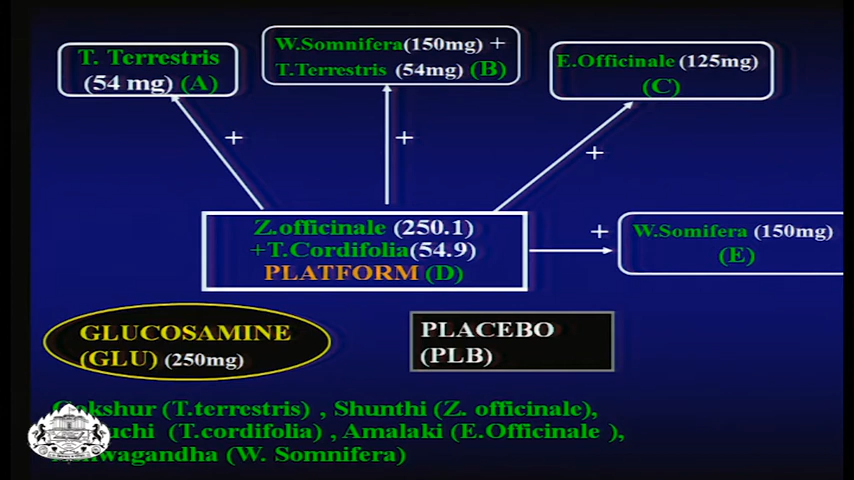 T. Terrestris
(54 mg) (A)
W.Somnifera(150mg) +
T.Terrestris (54mg) (B)
E.Officinale (125mg)
(C)
+
+
+
Z.officinale (250.1)
+T.Cordifolia(54.9)
PLATFORM (D)
+
W.Somifera (150mg)
(E)
GLUCOSAMINE
(GLU) (250mg)
PLACEBO
(PLB)
(T.terrestris) , Shunthi (Z. officinale),
(T.cordifolia) , Amalaki (E.Officinale ),
(W. Somnifera)